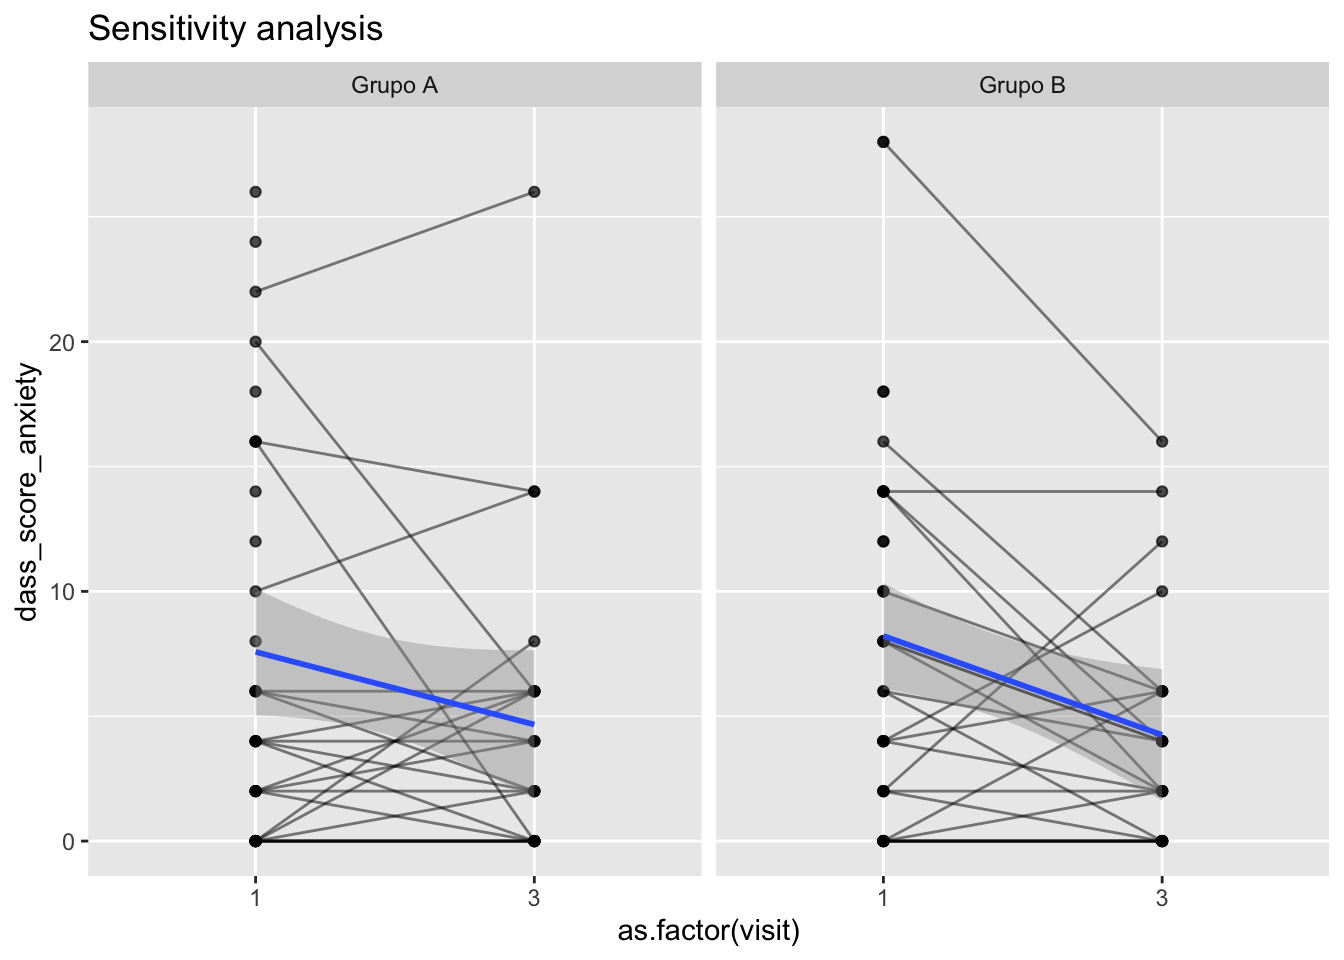 Sensitivity analysis
Grupo A
Grupo B
dass_score_anxiety
20
10
0
1
3
1
3
as.factor(visit)